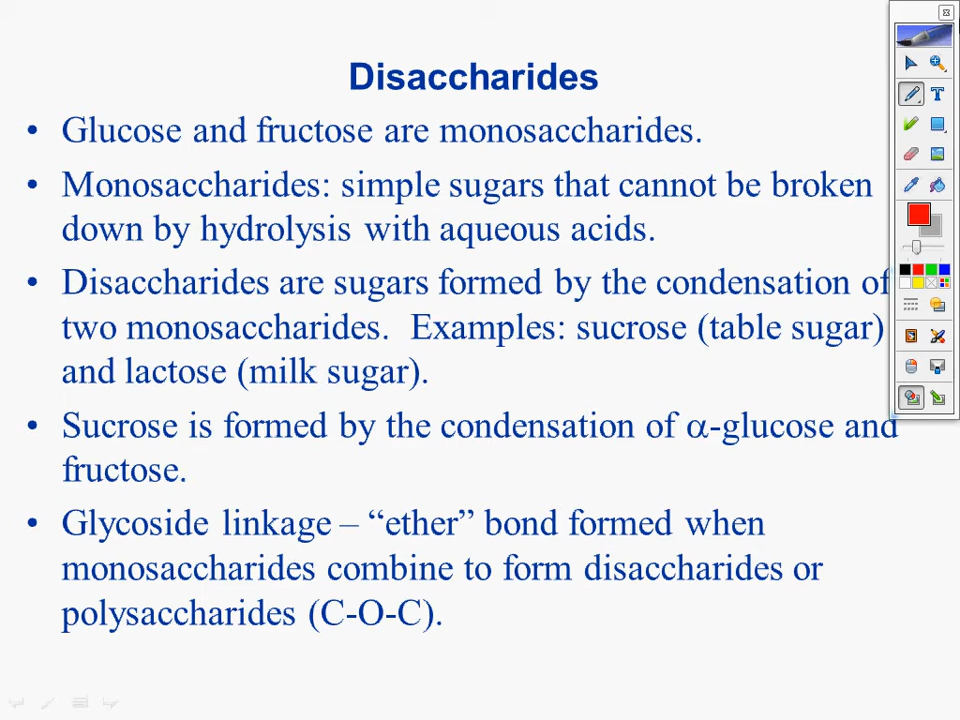 Disaccharides
• Glucose and fructose are monosaccharides.
• Monosaccharides: simple sugars that cannot be broken
down by hydrolysis with aqueous acids.
• Disaccharides are sugars formed by the condensation of
two monosaccharides. Examples: sucrose (table sugar)
and lactose (milk sugar).
• Sucrose is formed by the condensation of α-glucose and
fructose.
• Glycoside linkage – “ether” bond formed when
monosaccharides combine to form disaccharides or
polysaccharides (C-O-C).